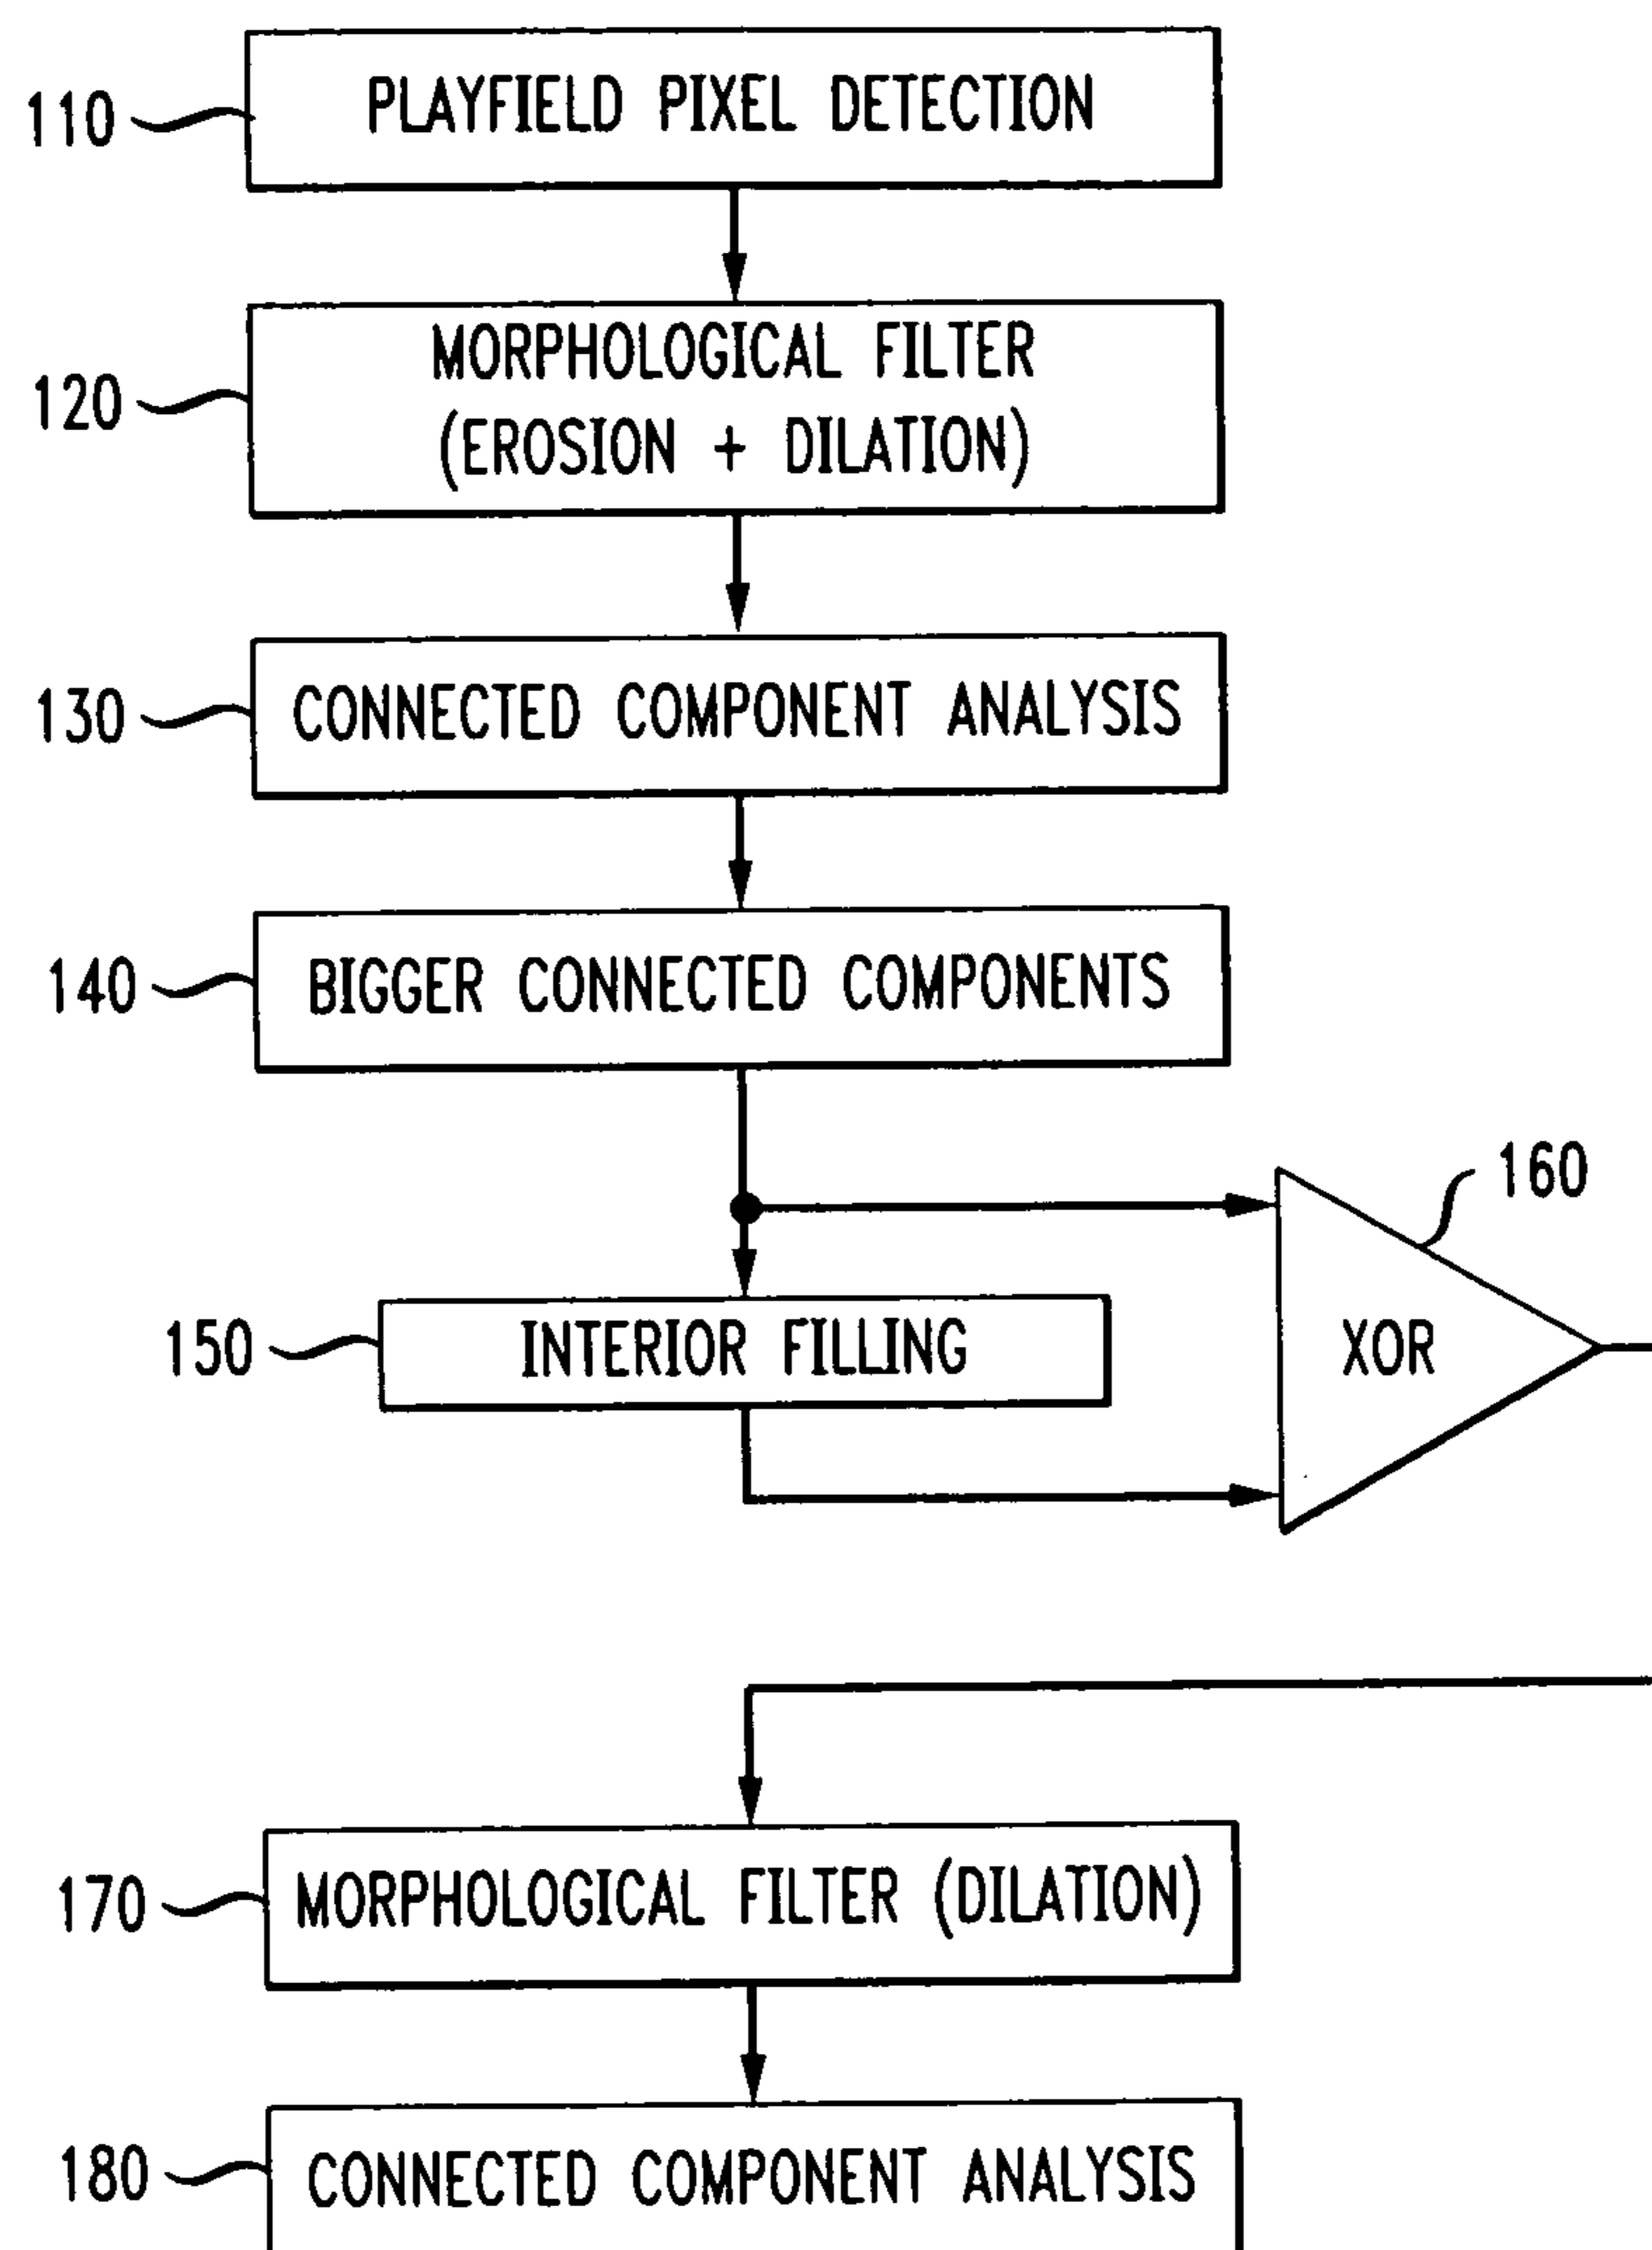 110 PLAYFIELD PIXEL DETECTION
120 MORPHOLOGICAL FILTER
(EROSION + DILATION)
130 CONNECTED COMPONENT ANALYSIS
140 BIGGER CONNECTED COMPONENTS
160
150 INTERIOR FILLING
XOR
170 MORPHOLOGICAL FILTER (DILATION)
180 CONNECTED COMPONENT ANALYSIS